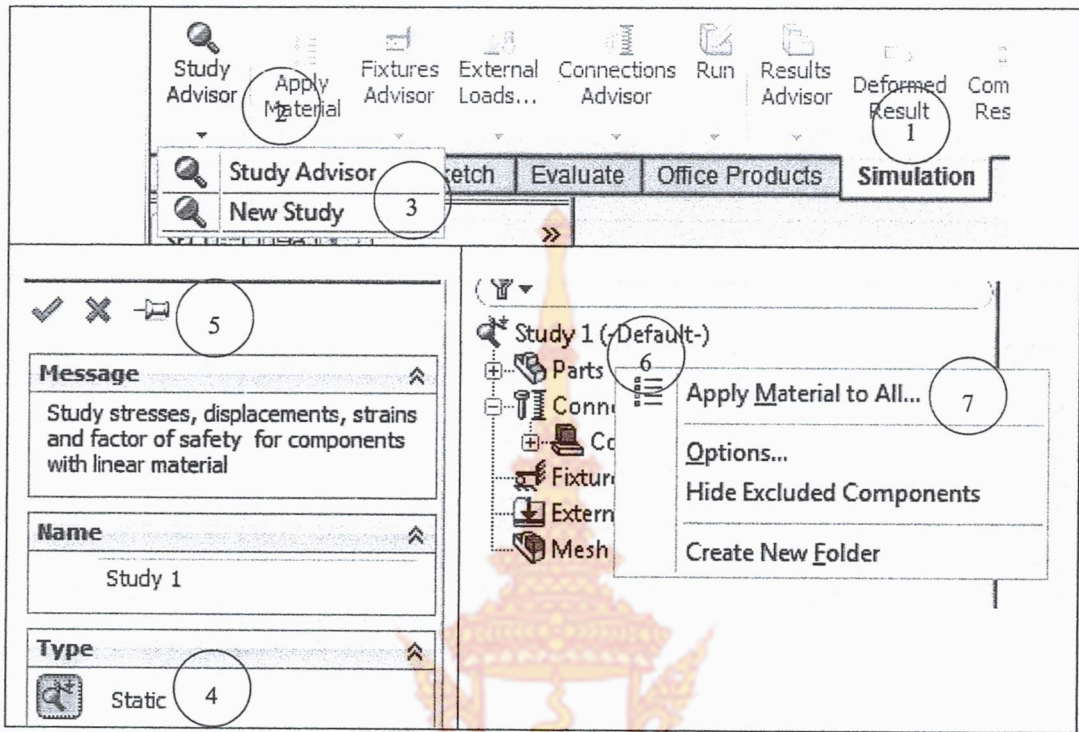 Study Advisor
Apply Material
Fixtures Advisor
External Loads...
Connections Advisor
Run
Results Advisor
Deformed Result
Com
Res
2
1
Study Advisor
New Study
3
ketch
Evaluate
Office Products
Simulation
»
5
Message
Study stresses, displacements, strains
and factor of safety for components
with linear material
Name
Study 1
Type
Static
4
Study 1 (-Default-)
6
Parts
Conn
Co
Fixtur
Extern
Mesh
Apply Material to All...
7
Options...
Hide Excluded Components
Create New Folder